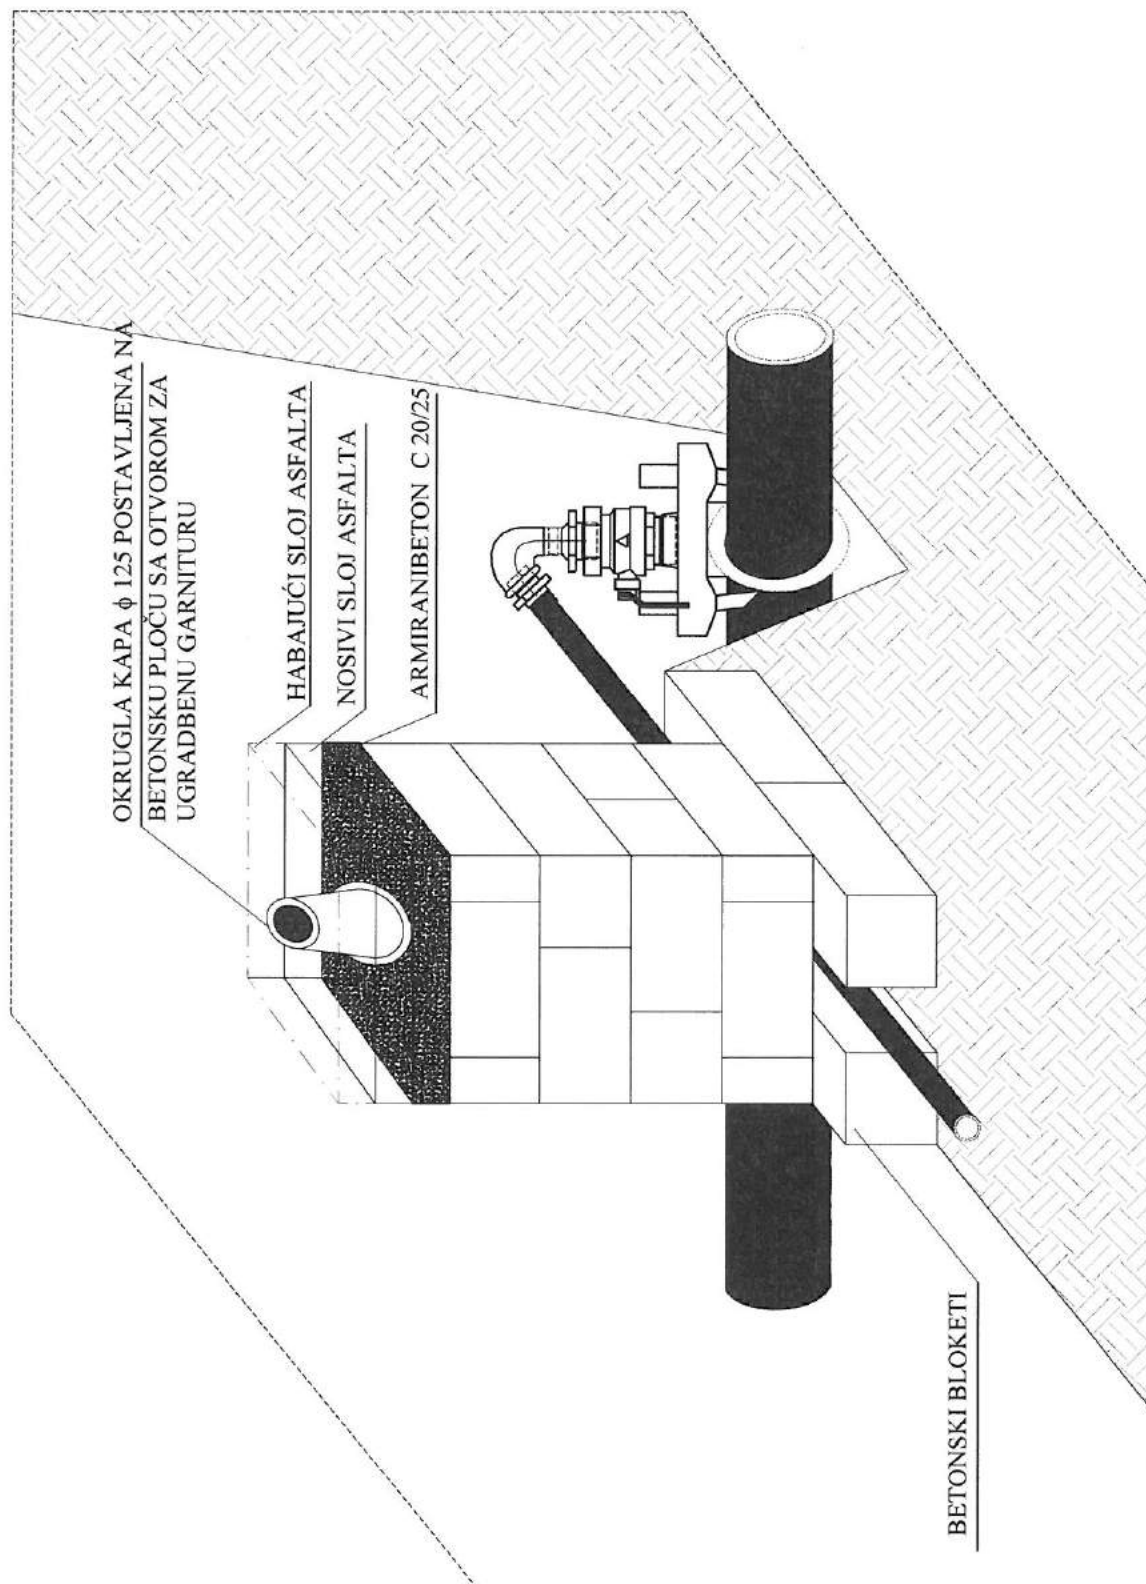 OKRUGLA KAPA ϕ 125 POSTAVLJENA NA
BETONSKU PLOČU SA OTVOROM ZA
UGRADBENU GARNITURU
HABAJUĆI SLOJ ASFALTA
NOSIVI SLOJ ASFALTA
ARMIRANIBETON C 20/25
BETONSKI BLOKETI